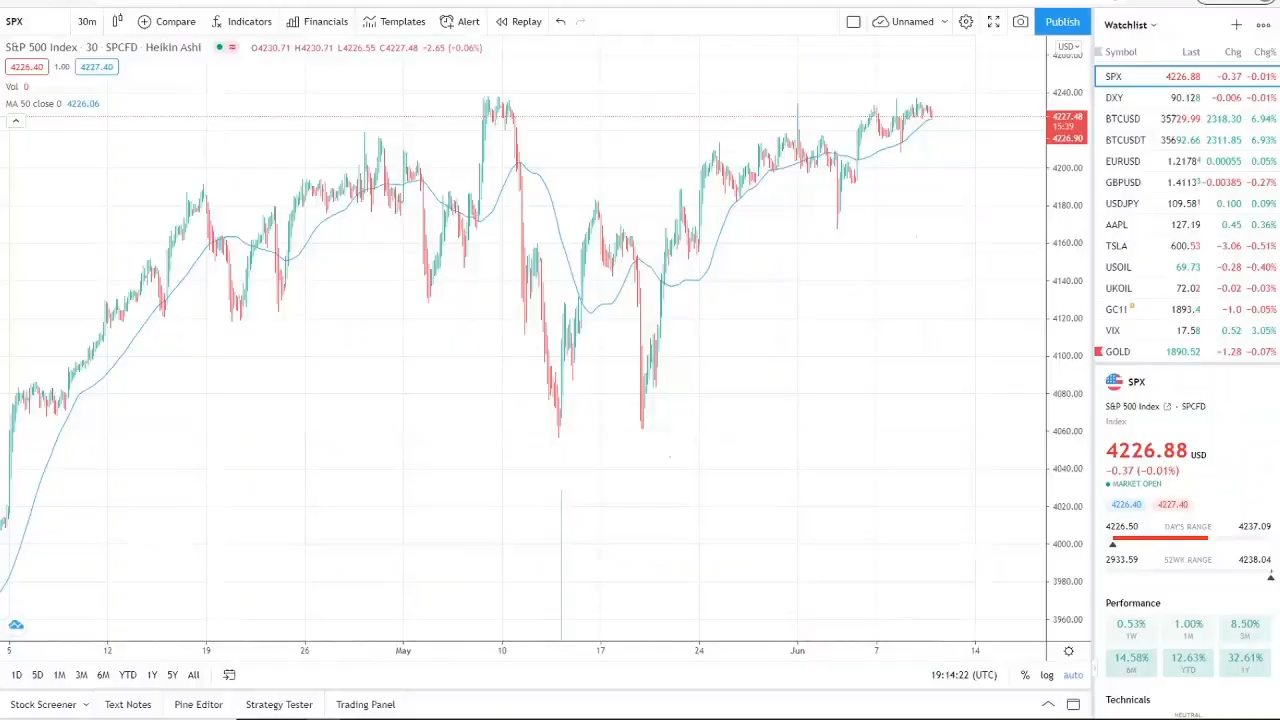 SPX 30m Compare Indicators Financials Templates Alert Replay Unnamed Publish
S&P 500 Index · 30 · SPCFD · Heikin Ashi O4230.71 H4230.71 L4226.55 C4227.48 −2.65 (−0.06%)
4226.40 1.00 4227.40
Vol 0
MA 50 close 0 4226.06
USD
4260.00
4240.00
4227.48
15:39
4226.90
4200.00
4180.00
4160.00
4140.00
4120.00
4100.00
4080.00
4060.00
4040.00
4020.00
4000.00
3980.00
3960.00
5 12 19 26 May 10 17 24 Jun 7 14
1D 5D 1M 3M 6M YTD 1Y 5Y All 19:14:22 (UTC) % log auto
Stock Screener Text Notes Pine Editor Strategy Tester Trading Panel
Watchlist
Symbol Last Chg Chg%
SPX 4226.88 −0.37 −0.01%
DXY 90.128 −0.006 −0.01%
BTCUSD 35729.99 2318.30 6.94%
BTCUSDT 35692.66 2311.85 6.93%
EURUSD 1.21784 0.00055 0.05%
GBPUSD 1.41133 −0.00385 −0.27%
USDJPY 109.581 0.100 0.09%
AAPL 127.19 0.45 0.36%
TSLA 600.53 −3.06 −0.51%
USOIL 69.73 −0.28 −0.40%
UKOIL 72.02 −0.02 −0.03%
GC1! D 1893.4 −1.0 −0.05%
VIX 17.58 0.52 3.05%
GOLD 1890.52 −1.28 −0.07%
SPX
S&P 500 Index · SPCFD
Index
4226.88 USD
−0.37 (−0.01%)
MARKET OPEN
4226.40 4227.40
4226.50 DAY'S RANGE 4237.09
2933.59 52WK RANGE 4238.04
Performance
0.53% 1.00% 8.50%
1W 1M 3M
14.58% 12.63% 32.61%
6M YTD 1Y
Technicals
NEUTRAL